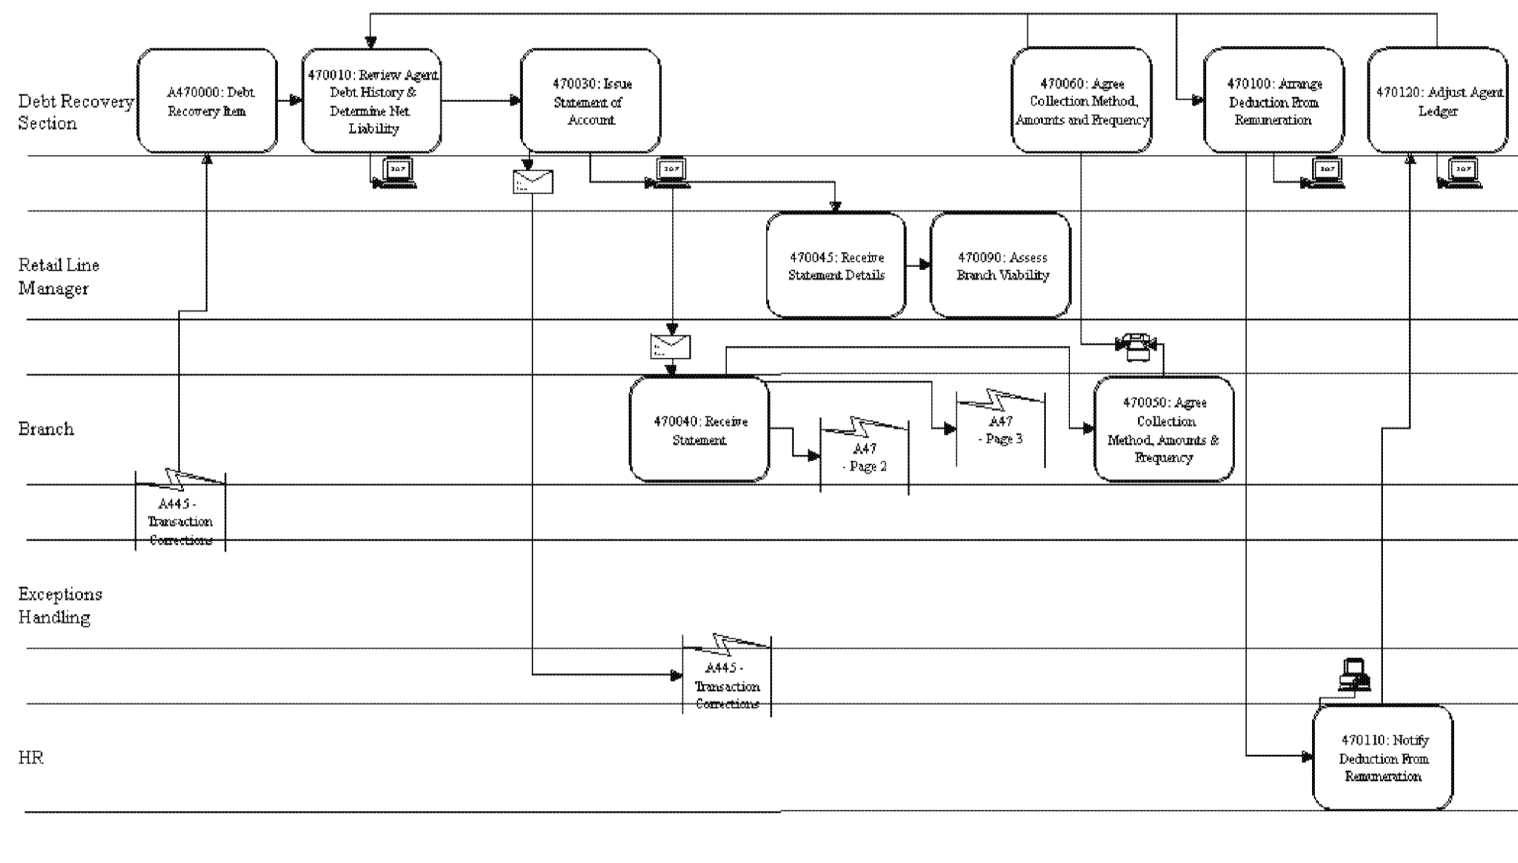 Debt Recovery
Section
A470000: Debt
Recovery Item
470010: Review Agent
Debt History &
Determine Net
Liability
470030: Issue
Statement of
Account
470060: Agree
Collection Method,
Amounts and Frequency
470100: Arrange
Deduction From
Remuneration
470120: Adjust Agent
Ledger
Retail Line
Manager
470045: Receive
Statement Details
470090: Assess
Branch Viability
Branch
470040: Receive
Statement
A47
- Page 2
A47
- Page 3
470050: Agree
Collection
Method, Amounts &
Frequency
A445 -
Transaction
Corrections
Exceptions
Handling
A445 -
Transaction
Corrections
HR
470110: Notify
Deduction From
Remuneration